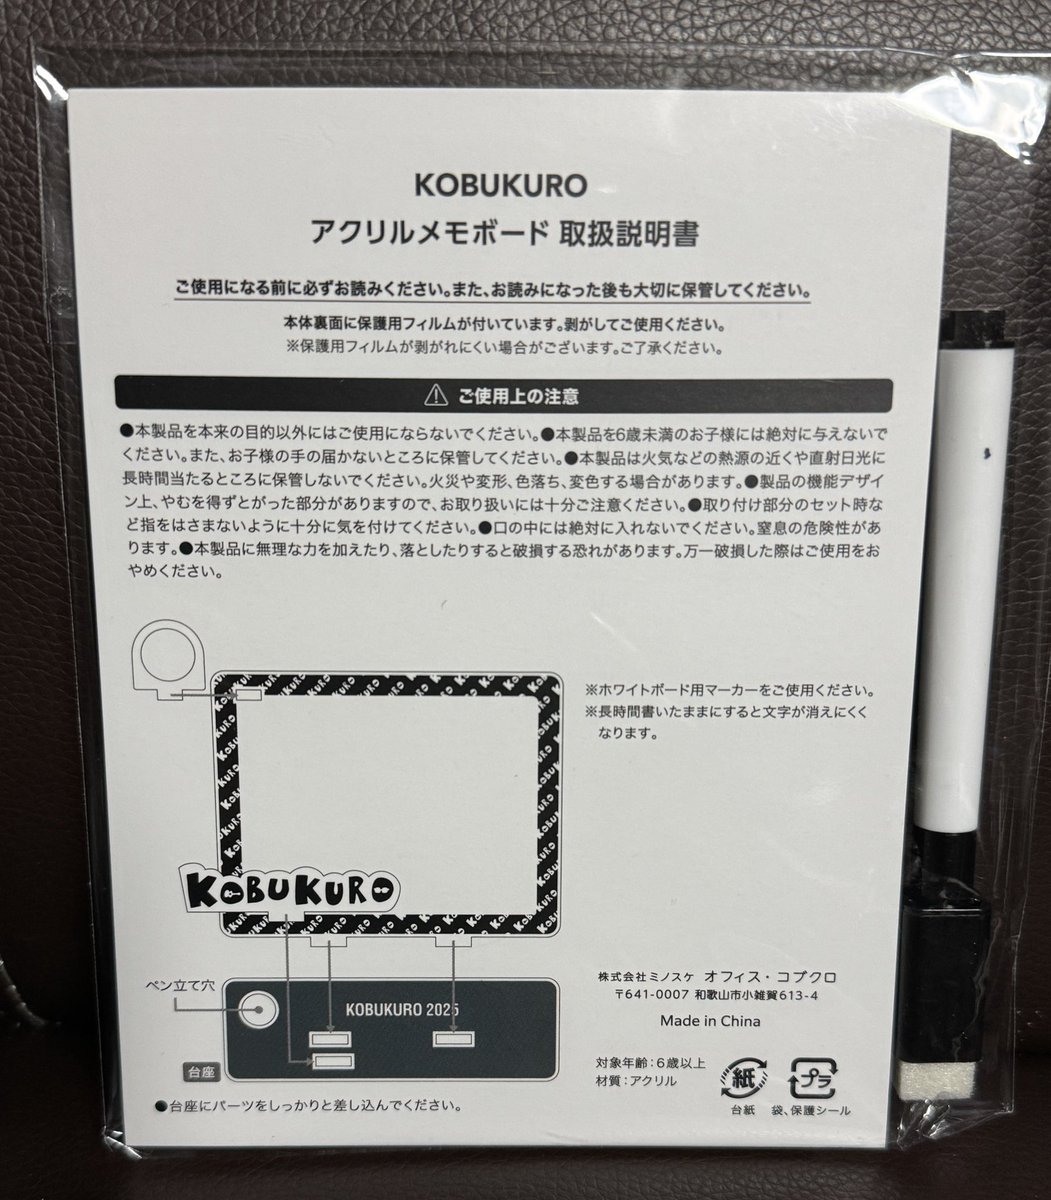 KOBUKURO
アクリルメモボード 取扱説明書
ご使用になる前に必ずお読みください。また、お読みになった後も大切に保管してください。
本体裏面に保護用フィルムが付いています。剥がしてご使用ください。
※保護用フィルムが剥がれにくい場合がございます。ご了承ください。
ご使用上の注意
●本製品を本来の目的以外にはご使用にならないでください。●本製品を6歳未満のお子様には絶対に与えないで
ください。また、お子様の手の届かないところに保管してください。●本製品は火気などの熱源の近くや直射日光に
長時間当たるところに保管しないでください。火災や変形、色落ち、変色する場合があります。●製品の機能デザイ
ン上、やむを得ずとがった部分がありますので、お取り扱いには十分ご注意ください。●取り付け部分のセット時な
ど指をはさまないように十分に気を付けてください。●口の中には絶対に入れないでください。窒息の危険性があ
ります。●本製品に無理な力を加えたり、落としたりすると破損する恐れがあります。万一破損した際はご使用をお
やめください。
※ホワイトボード用マーカーをご使用ください。
※長時間書いたままにすると文字が消えにくく
なります。
KOBUKURO
ペン立て穴
KOBUKURO 2025
台座
●台座にパーツをしっかりと差し込んでください。
株式会社ミノスケ オフィス・コブクロ
〒641-0007 和歌山市小雑賀613-4
Made in China
対象年齢：6歳以上
材質：アクリル
紙
台紙
プラ
袋、保護シール